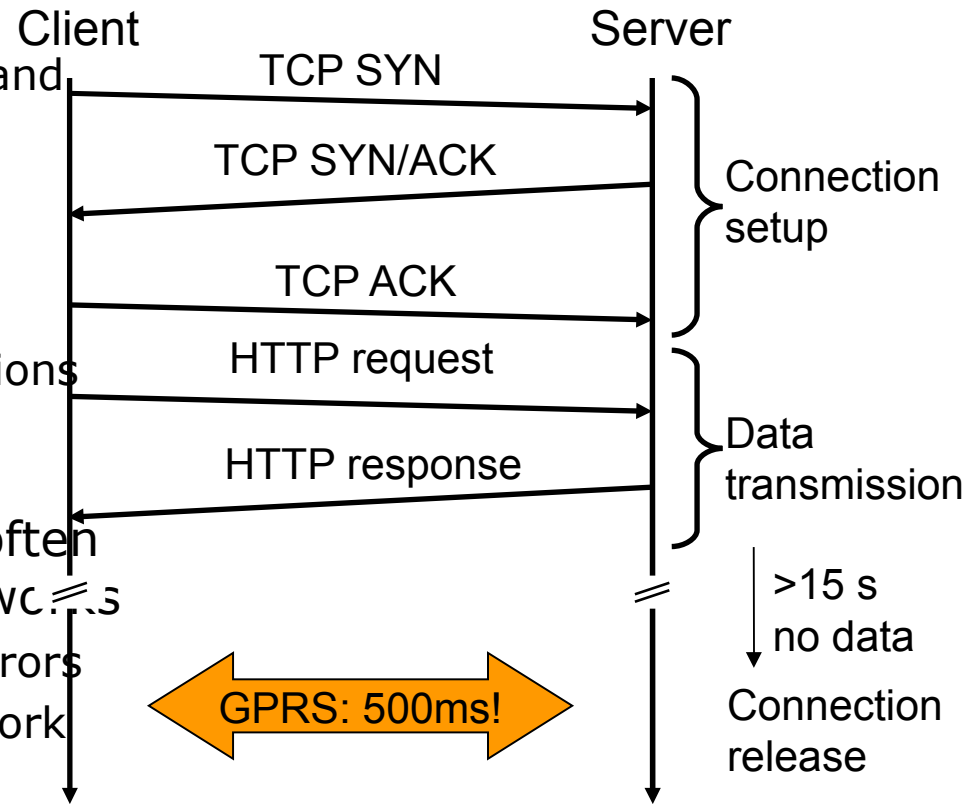 Client
Server
and
TCP SYN
TCP SYN/ACK
Connection
setup
TCP ACK
HTTP request
ions
Data
transmission
HTTP response
often
>15 s
no data
rors
GPRS: 500ms!
ork
Connection
release